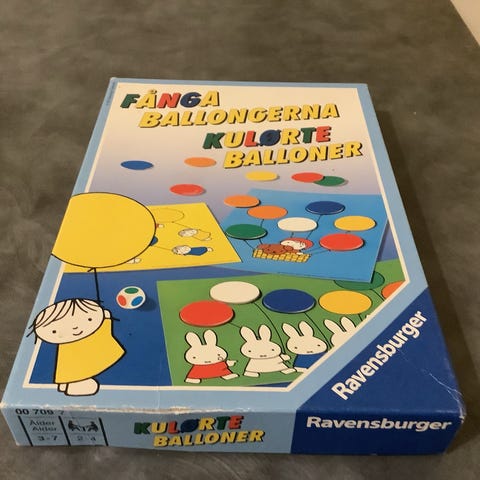 FÅNGA
BALLONGERNA
KULØRTE
BALLONER
Ravensburger
00 709 7
Ålder
Alder
3-7
2-4
KULØRTE
BALLONER
Ravensburger